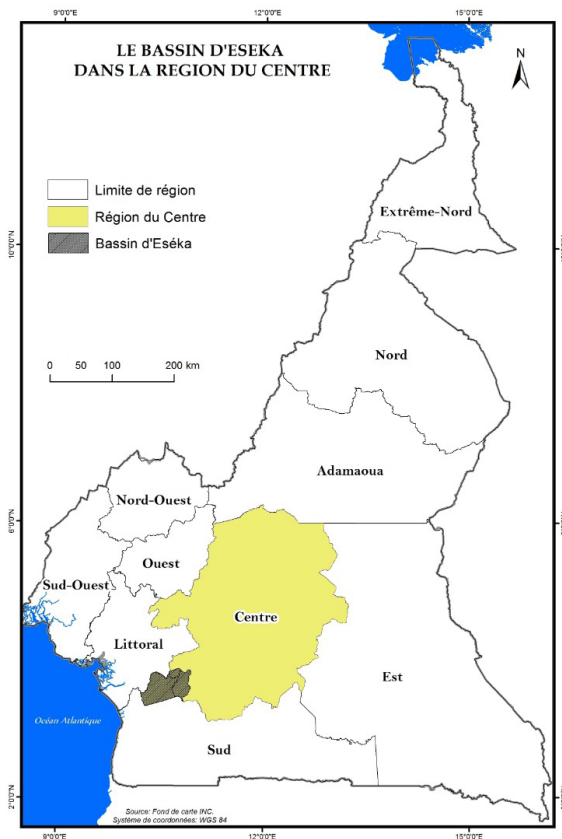 9°0'0"E 12°0'0"E 15°0'0"E
LE BASSIN D'ESEKA
DANS LA REGION DU CENTRE
N
Limite de région
Région du Centre
Bassin d'Eséka
Extrême-Nord
10°0'0"N
Nord
0 50 100 200 km
Adamaoua
Nord-Ouest
6°0'0"N
Ouest
Sud-Ouest
Centre
Littoral
Est
Océan Atlantique
Sud
2°0'0"N
Source: Fond de carte INC.
Système de coordonnées: WGS 84
9°0'0"E 12°0'0"E 15°0'0"E